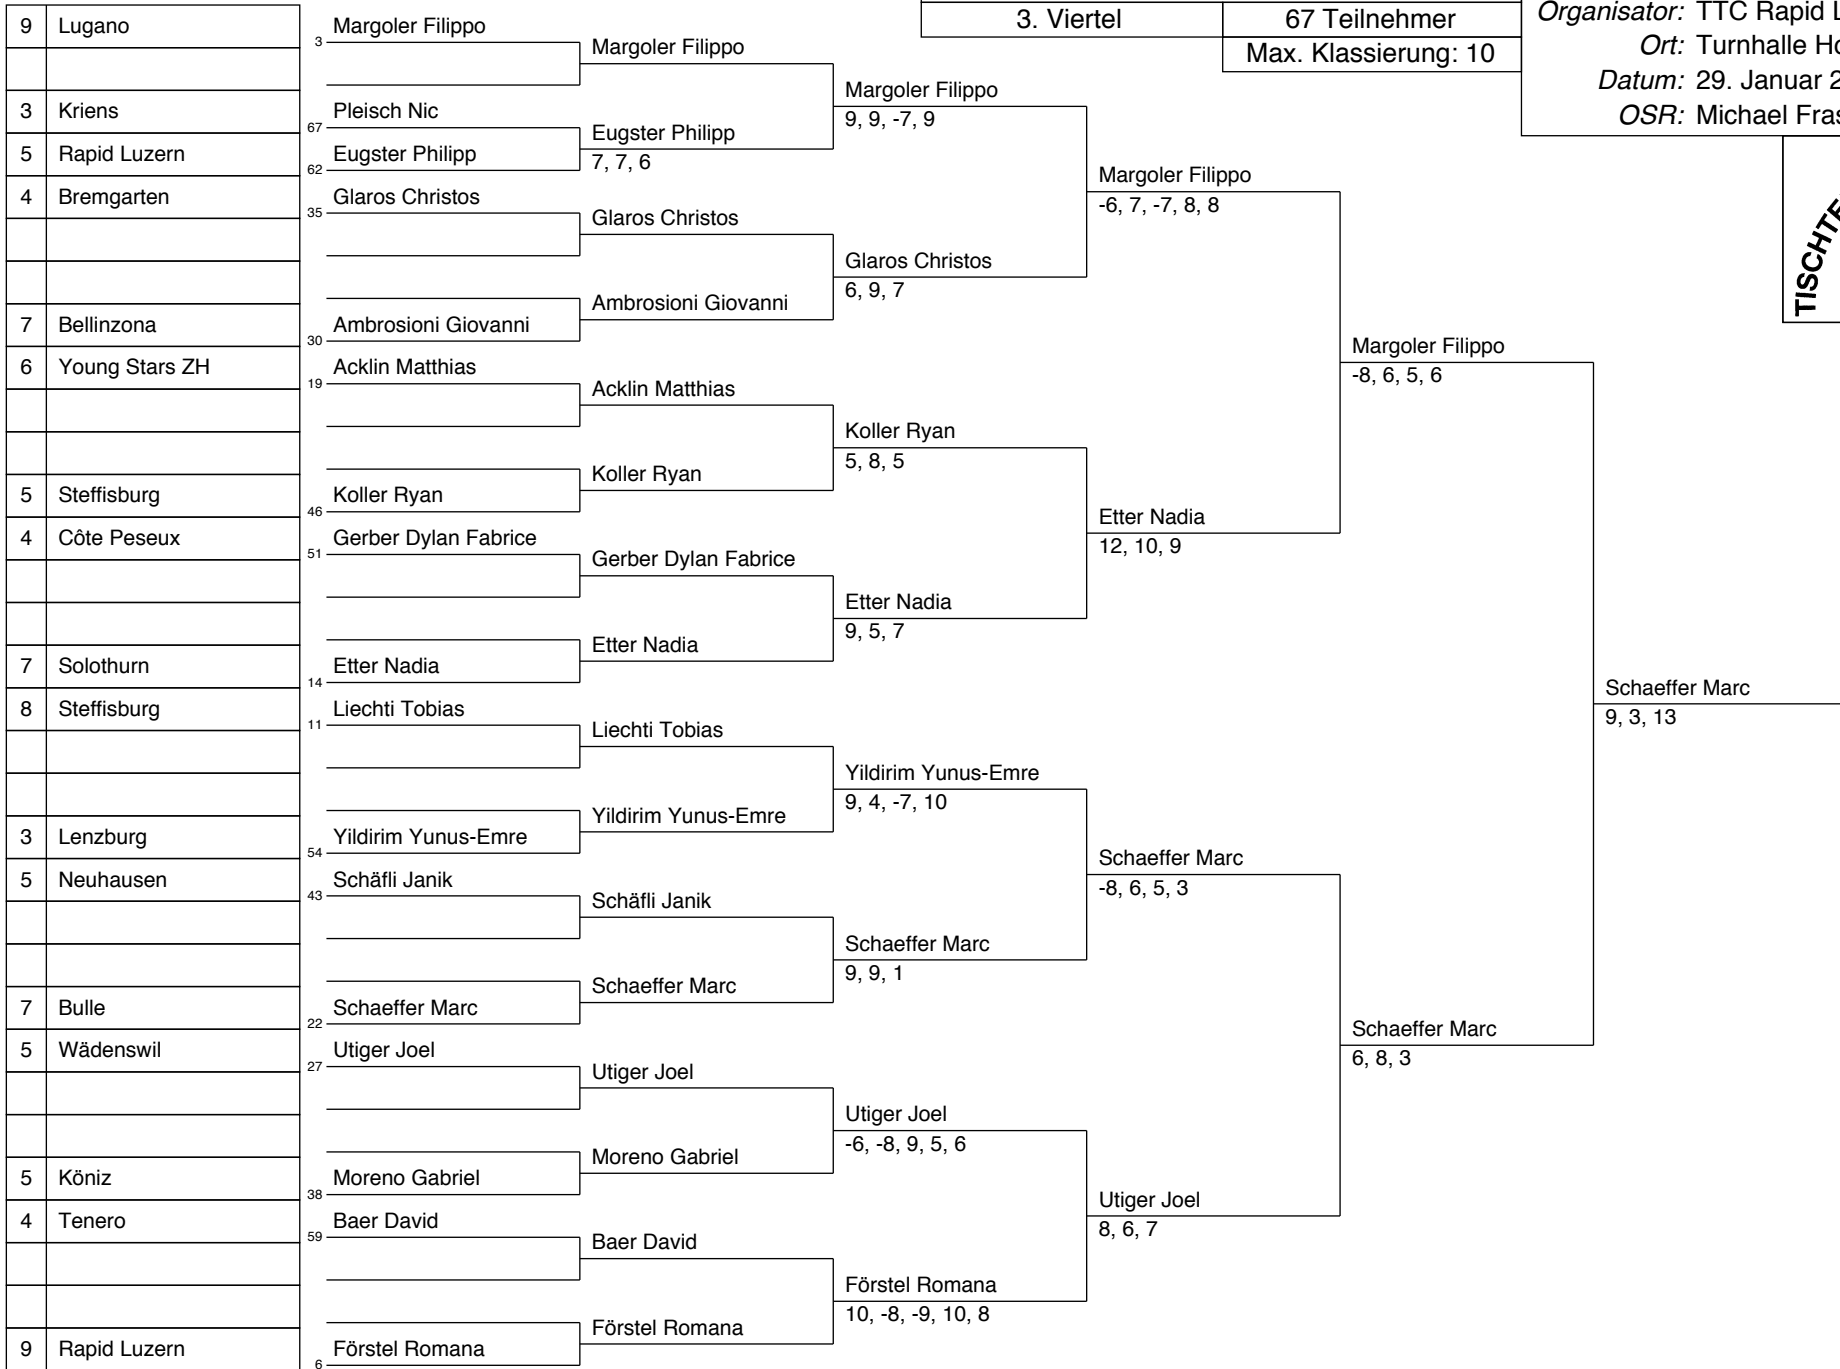 3. Viertel
67 Teilnehmer
Max. Klassierung: 10
Organisator: TTC Rapid
Ort: Turnhalle
Datum: 29. Januar
OSR: Michael
9 Lugano 3 Margoler Filippo
3 Kriens 67 Pleisch Nic
5 Rapid Luzern 62 Eugster Philipp
4 Bremgarten 35 Glaros Christos
7 Bellinzona 30 Ambrosioni Giovanni
6 Young Stars ZH 19 Acklin Matthias
5 Steffisburg 46 Koller Ryan
4 Côte Peseux 51 Gerber Dylan Fabrice
7 Solothurn 14 Etter Nadia
8 Steffisburg 11 Liechti Tobias
3 Lenzburg 54 Yildirim Yunus-Emre
5 Neuhausen 43 Schäfli Janik
7 Bulle 22 Schaeffer Marc
5 Wädenswil 27 Utiger Joel
5 Köniz 38 Moreno Gabriel
4 Tenero 59 Baer David
9 Rapid Luzern 6 Förstel Romana
Margoler Filippo
Eugster Philipp
7, 7, 6
Glaros Christos
Ambrosioni Giovanni
Acklin Matthias
Koller Ryan
Gerber Dylan Fabrice
Etter Nadia
Liechti Tobias
Yildirim Yunus-Emre
Schäfli Janik
Schaeffer Marc
Utiger Joel
Moreno Gabriel
Baer David
Förstel Romana
Margoler Filippo
9, 9, -7, 9
Glaros Christos
6, 9, 7
Koller Ryan
5, 8, 5
Etter Nadia
9, 5, 7
Yildirim Yunus-Emre
9, 4, -7, 10
Schaeffer Marc
9, 9, 1
Utiger Joel
-6, -8, 9, 5, 6
Förstel Romana
10, -8, -9, 10, 8
Margoler Filippo
-6, 7, -7, 8, 8
Etter Nadia
12, 10, 9
Schaeffer Marc
-8, 6, 5, 3
Utiger Joel
8, 6, 7
Margoler Filippo
-8, 6, 5, 6
Schaeffer Marc
6, 8, 3
Schaeffer Marc
9, 3, 13